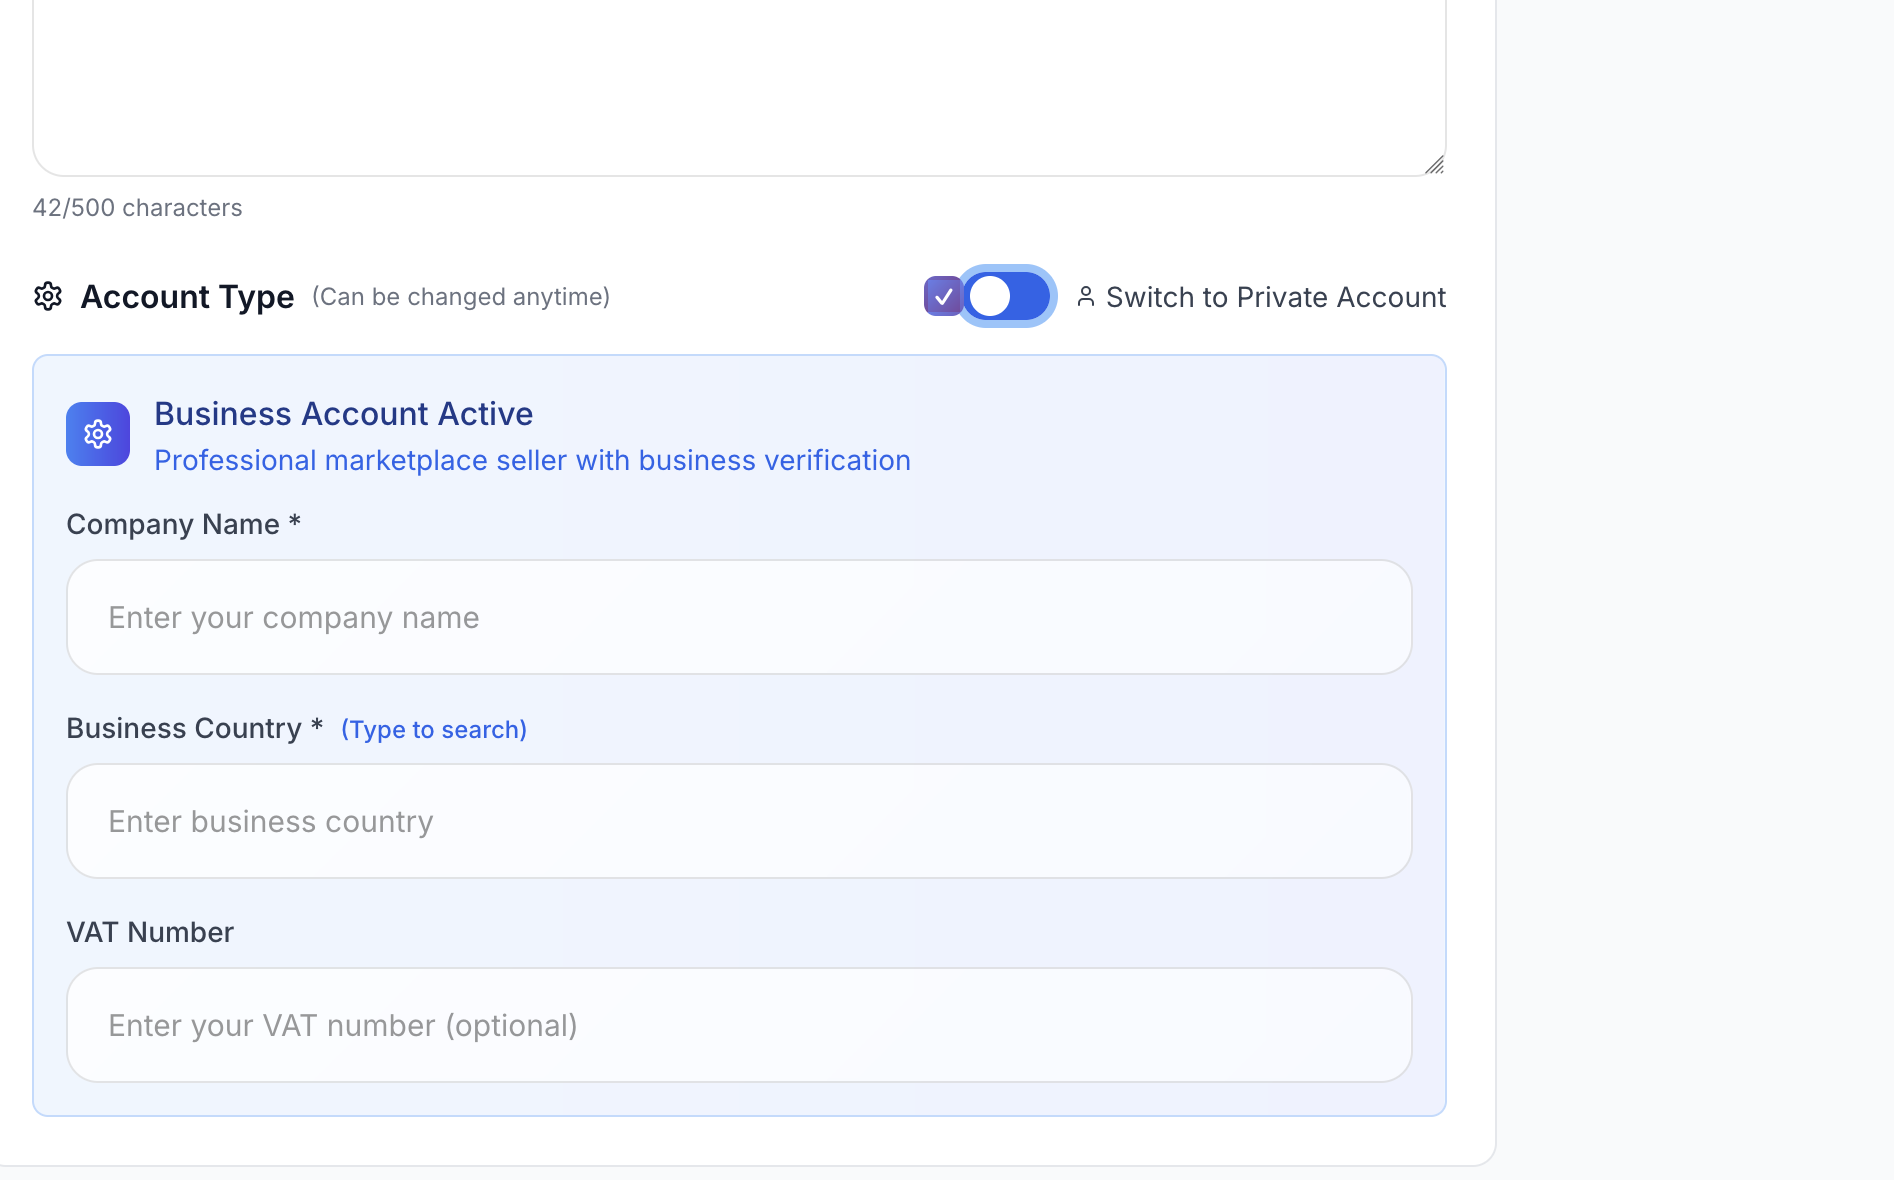 42/500 characters
Account Type (Can be changed anytime) Switch to Private Account
Business Account Active
Professional marketplace seller with business verification
Company Name *
Enter your company name
Business Country * (Type to search)
Enter business country
VAT Number
Enter your VAT number (optional)